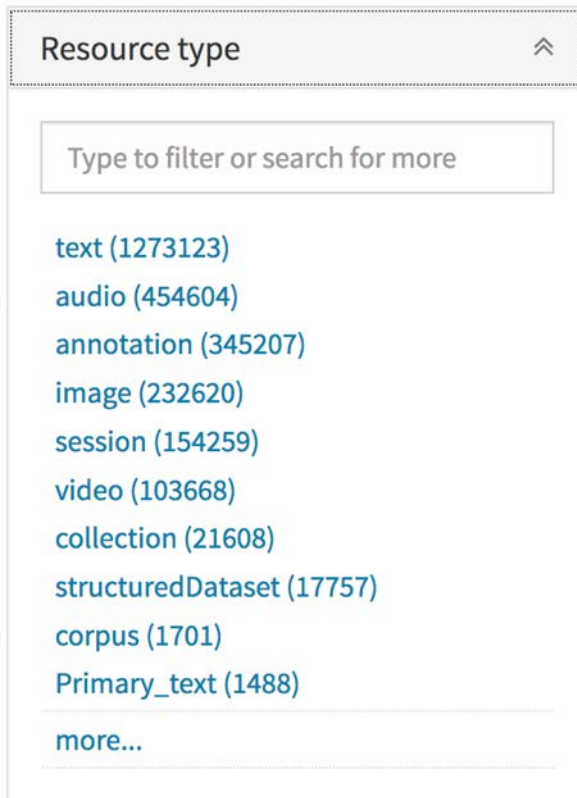 Resource type
Type to filter or search for more
text (1273123)
audio (454604)
annotation (345207)
image (232620)
session (154259)
video (103668)
collection (21608)
structuredDataset (17757)
corpus (1701)
Primary_text (1488)
more...